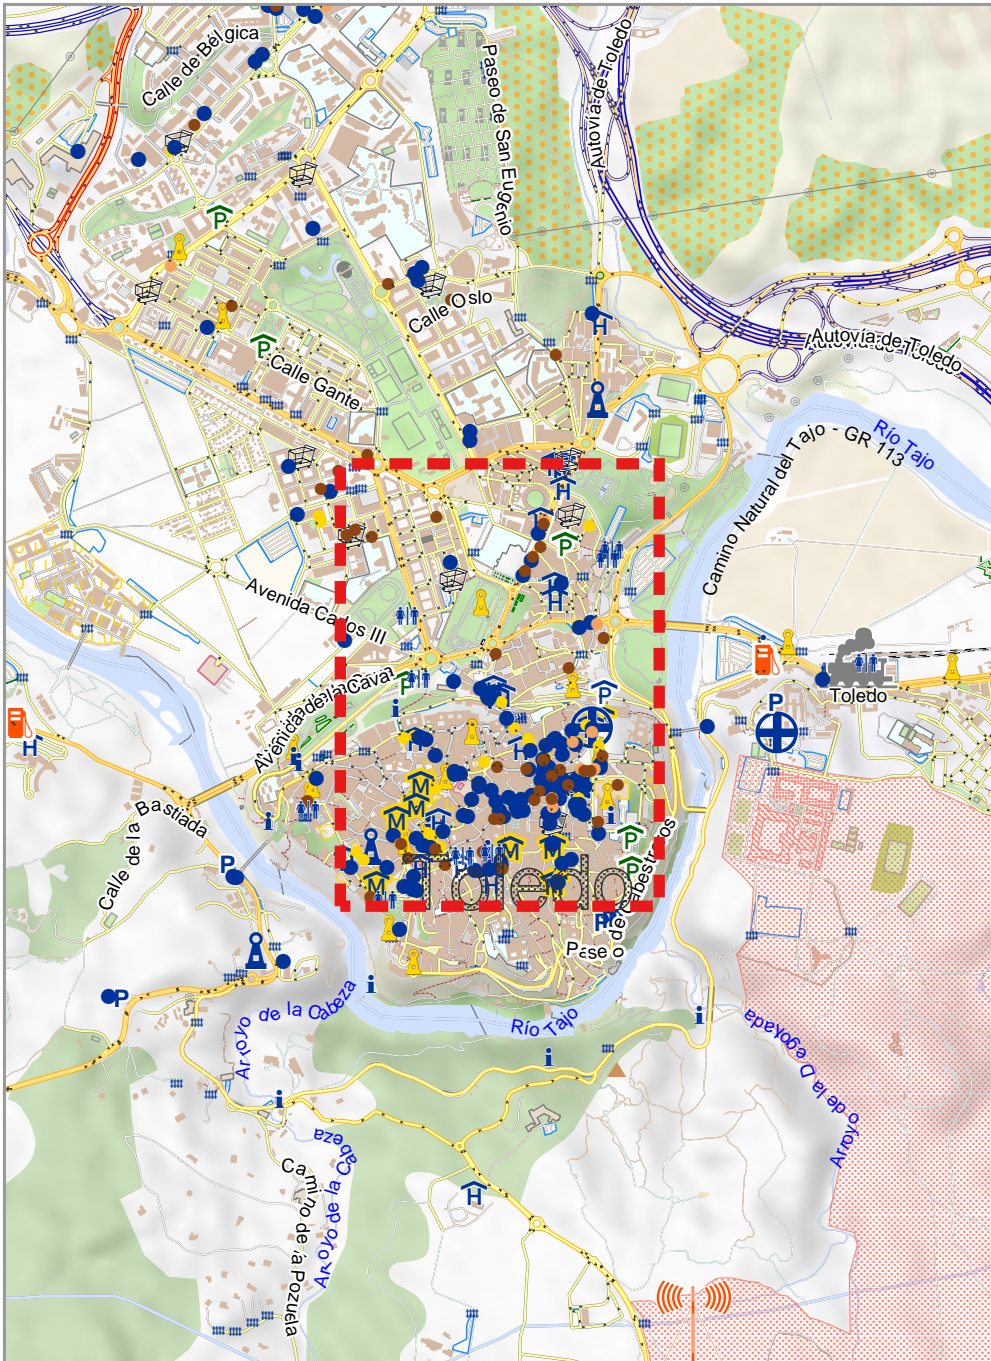 Calle de Bélgica
Paseo de San Eugenio
Autovía de Toledo
P
Calle Oslo
H
Autovía de Toledo
P
Calle Gante
Río Tajo
Camino Natural del Tajo - GR 113
H
P
H
Avenida Carlos III
Toledo
Avenida de la Cava
P
P
P
H
H
H
M
M
M
H
Calle de la Bastiada
P
M
M
P
P
M
H
Toledo
Paseo de Cabestreros
P
P
i
i
i
i
i
i
Arroyo de la Cabeza
Río Tajo
Arroyo de la Degollada
Arroyo de la Cabeza
Camino de la Pozuela
H